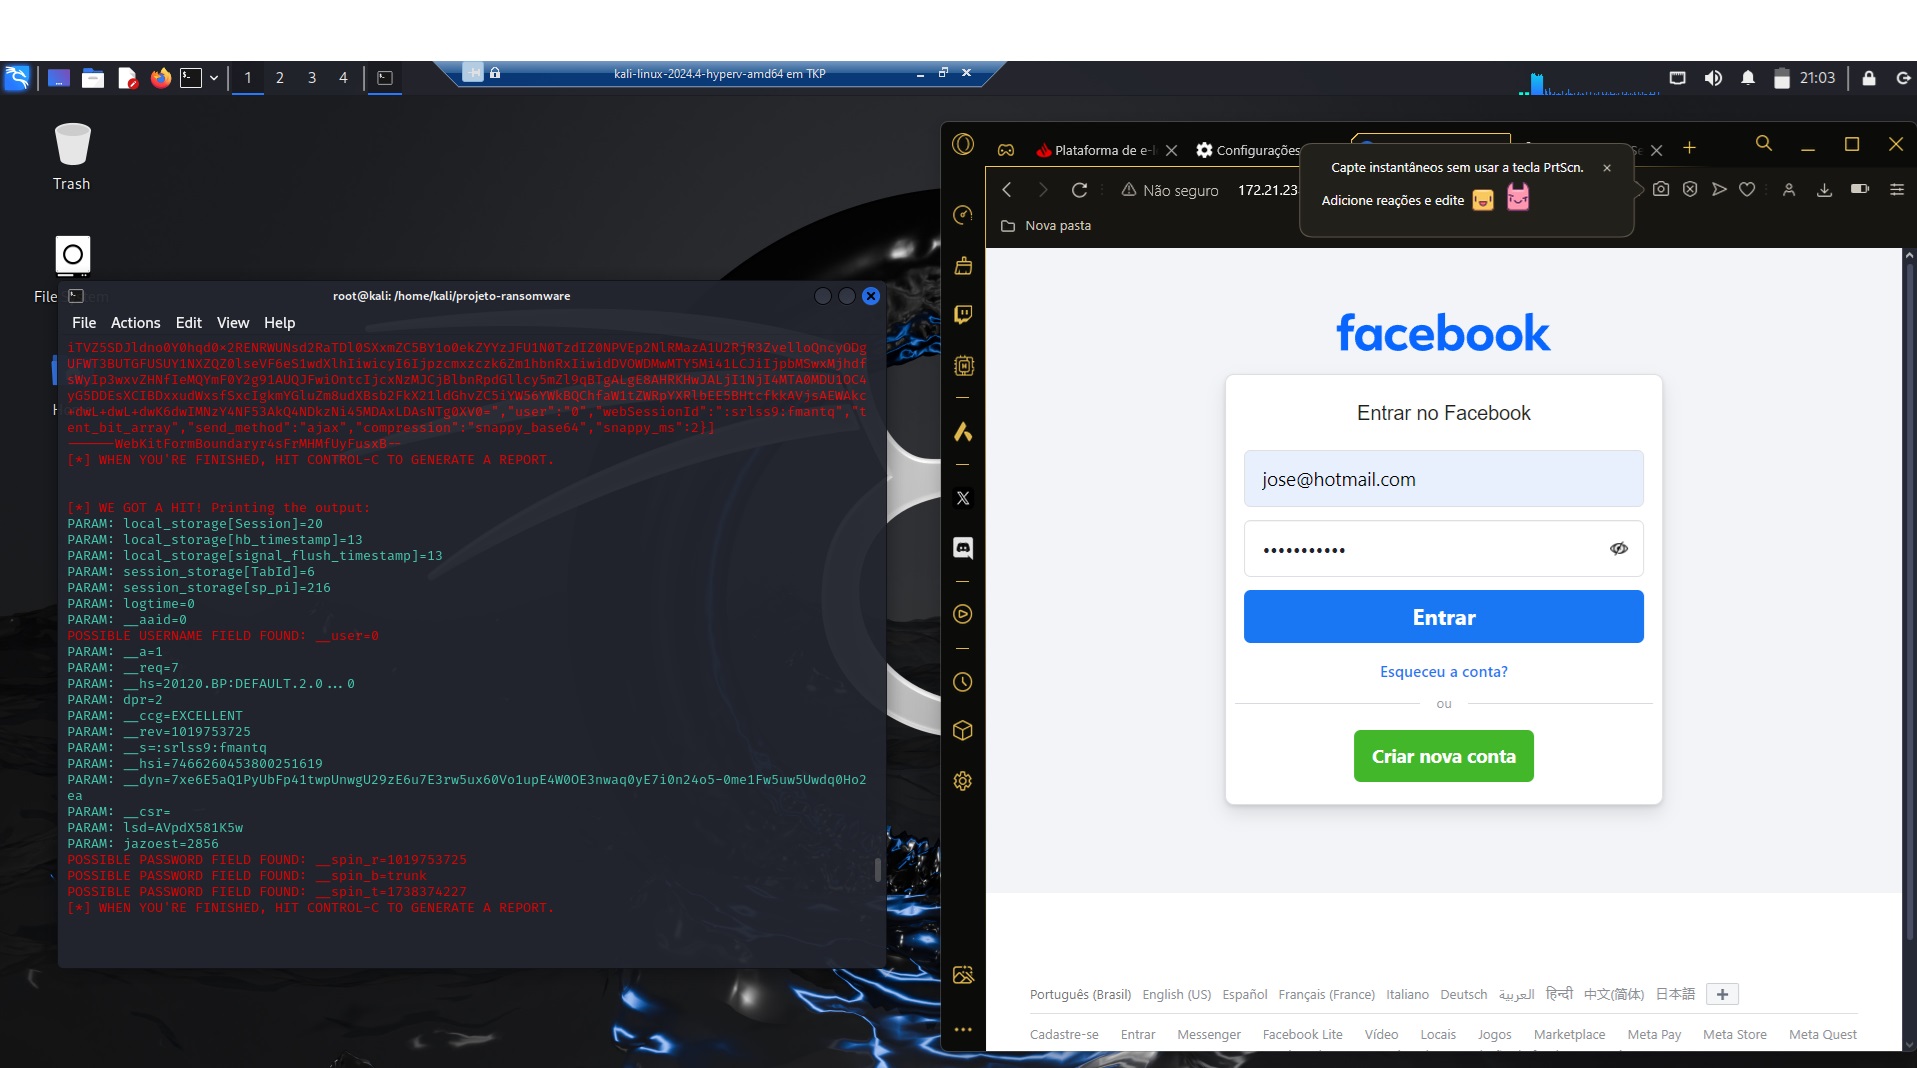 1 2 3 4
kali-linux-2024.4-hyperv-amd64 em TKP
21:03
Trash
File
root@kali: /home/kali/projeto-ransomware
File Actions Edit View Help
+dwL+dwL+dwK6dwIMNzY4NF53AkQ4NDkzNi45MDAxLDAsNTg0XV0=","user":"0","webSessionId":":srlss9:fmantq","t
ent_bit_array","send_method":"ajax","compression":"snappy_base64","snappy_ms":2}]
------WebKitFormBoundaryr4sFrMHMfUyFusxB--
[*] WHEN YOU'RE FINISHED, HIT CONTROL-C TO GENERATE A REPORT.
[*] WE GOT A HIT! Printing the output:
PARAM: local_storage[Session]=20
PARAM: local_storage[hb_timestamp]=13
PARAM: local_storage[signal_flush_timestamp]=13
PARAM: session_storage[TabId]=6
PARAM: session_storage[sp_pi]=216
PARAM: logtime=0
PARAM: __aaid=0
POSSIBLE USERNAME FIELD FOUND: __user=0
PARAM: __a=1
PARAM: __req=7
PARAM: __hs=20120.BP:DEFAULT.2.0...0
PARAM: dpr=2
PARAM: __ccg=EXCELLENT
PARAM: __rev=1019753725
PARAM: __s=:srlss9:fmantq
PARAM: __hsi=7466260453800251619
PARAM: __dyn=7xe6E5aQ1PyUbFp41twpUnwgU29zE6u7E3rw5ux60Vo1upE4W0OE3nwaq0yE7i0n24o5-0me1Fw5uw5Uwdq0Ho2
ea
PARAM: __csr=
PARAM: lsd=AVpdX581K5w
PARAM: jazoest=2856
POSSIBLE PASSWORD FIELD FOUND: __spin_r=1019753725
POSSIBLE PASSWORD FIELD FOUND: __spin_b=trunk
POSSIBLE PASSWORD FIELD FOUND: __spin_t=1738374227
[*] WHEN YOU'RE FINISHED, HIT CONTROL-C TO GENERATE A REPORT.
Plataforma de e-l
Configurações
Capte instantâneos sem usar a tecla PrtScn.
Adicione reações e edite
Não seguro 172.21.23
Nova pasta
facebook
Entrar no Facebook
jose@hotmail.com
•••••••••••
Entrar
Esqueceu a conta?
ou
Criar nova conta
Português (Brasil) English (US) Español Français (France) Italiano Deutsch العربية हिन्दी 中文(简体) 日本語 +
Cadastre-se Entrar Messenger Facebook Lite Vídeo Locais Jogos Marketplace Meta Pay Meta Store Meta Quest